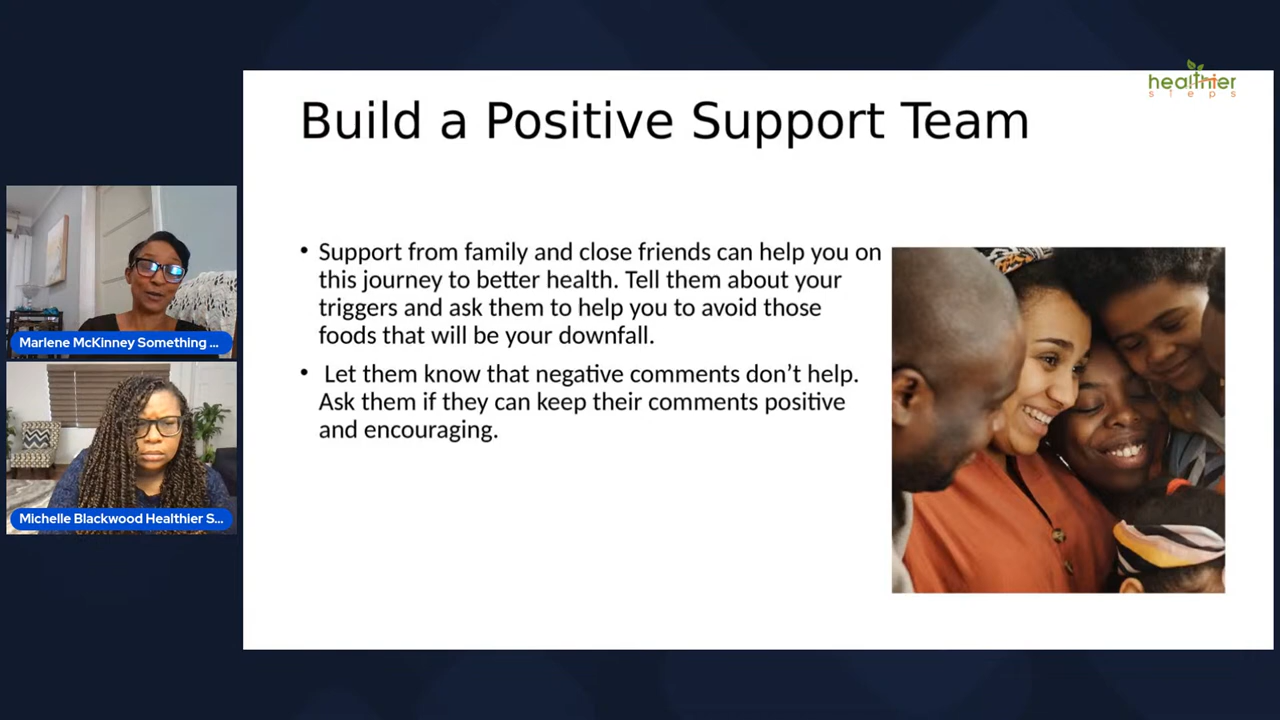 healthier
steps
Build a Positive Support Team
• Support from family and close friends can help you on
this journey to better health. Tell them about your
triggers and ask them to help you to avoid those
foods that will be your downfall.
• Let them know that negative comments don’t help.
Ask them if they can keep their comments positive
and encouraging.
Marlene McKinney Something ...
Michelle Blackwood Healthier S...